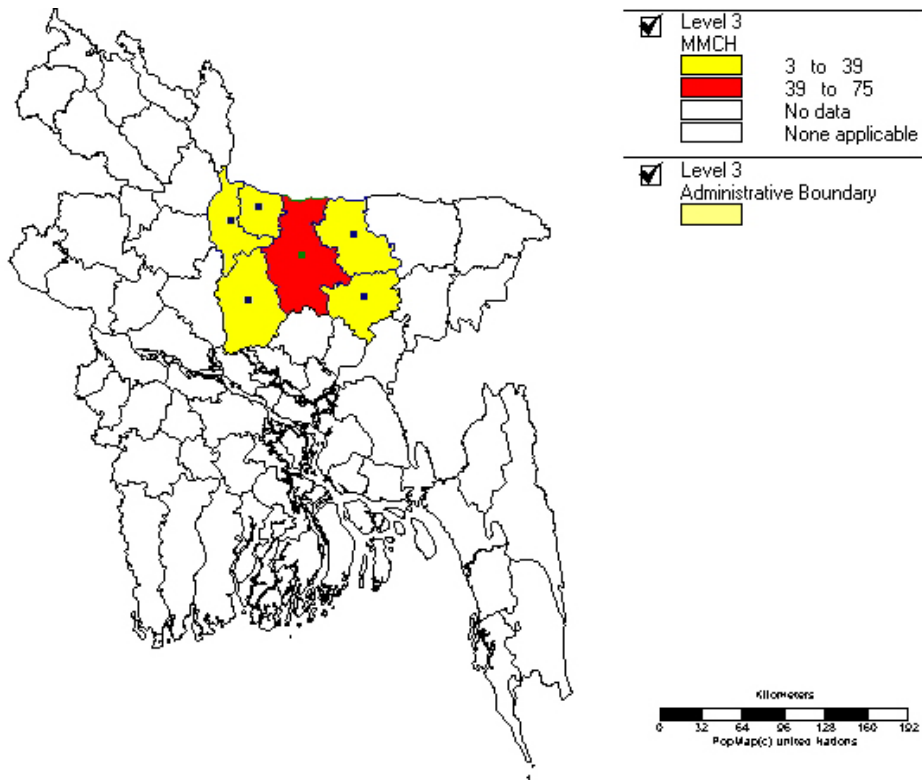 Level 3
MMCH
3 to 39
39 to 75
No data
None applicable
Level 3
Administrative Boundary
Kilometers
0 32 64 96 128 160 192
PopMap(c) United Nations